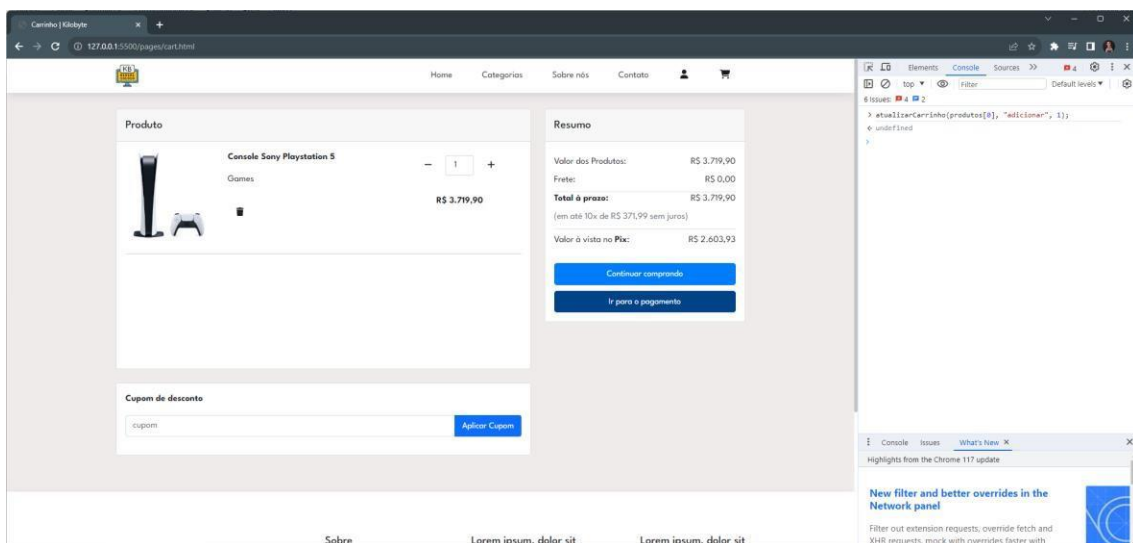 Carrinho | Kilobyte
127.0.0.1:5500/pages/cart.html
KB
Home Categorias Sobre nós Contato
Produto
Console Sony Playstation 5
Games
− 1 +
R$ 3.719,90
Resumo
Valor dos Produtos: R$ 3.719,90
Frete: R$ 0,00
Total à prazo: R$ 3.719,90
(em até 10x de R$ 371,99 sem juros)
Valor à vista no Pix: R$ 2.603,93
Continuar comprando
Ir para o pagamento
Cupom de desconto
cupom
Aplicar Cupom
Sobre
Lorem ipsum, dolor sit
Lorem ipsum, dolor sit
Elements Console Sources 4
top Filter Default levels
6 Issues: 4 2
> atualizarCarrinho(produtos[0], "adicionar", 1);
undefined
Console Issues What's New
Highlights from the Chrome 117 update
New filter and better overrides in the
Network panel
Filter out extension requests, override fetch and
XHR requests, mock with overrides faster with